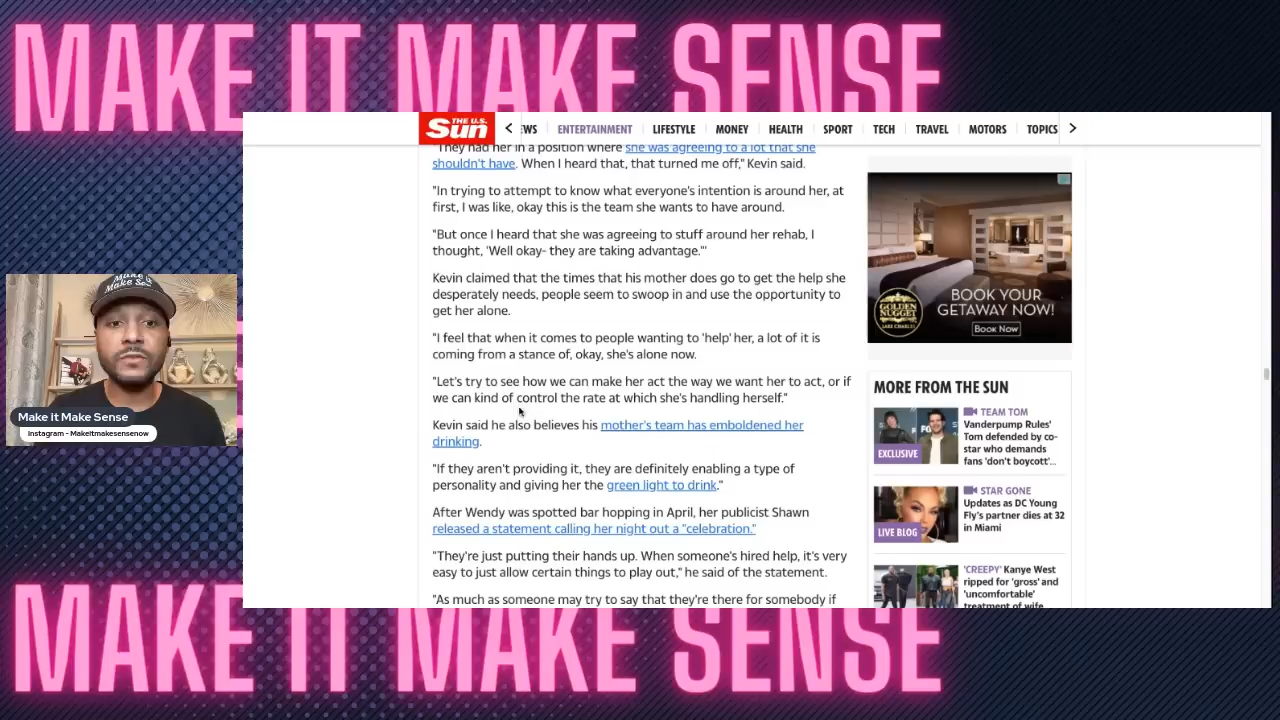 MAKE IT MAKE SENSE
THE U.S.
Sun
EWS ENTERTAINMENT LIFESTYLE MONEY HEALTH SPORT TECH TRAVEL MOTORS TOPICS
"They had her in a position where she was agreeing to a lot that she
shouldn't have. When I heard that, that turned me off," Kevin said.
"In trying to attempt to know what everyone's intention is around her, at
first, I was like, okay this is the team she wants to have around.
"But once I heard that she was agreeing to stuff around her rehab, I
thought, 'Well okay- they are taking advantage.'"
Kevin claimed that the times that his mother does go to get the help she
desperately needs, people seem to swoop in and use the opportunity to
get her alone.
"I feel that when it comes to people wanting to 'help' her, a lot of it is
coming from a stance of, okay, she's alone now.
"Let's try to see how we can make her act the way we want her to act, or if
we can kind of control the rate at which she's handling herself."
Kevin said he also believes his mother's team has emboldened her
drinking.
"If they aren't providing it, they are definitely enabling a type of
personality and giving her the green light to drink."
After Wendy was spotted bar hopping in April, her publicist Shawn
released a statement calling her night out a "celebration."
"They're just putting their hands up. When someone's hired help, it's very
easy to just allow certain things to play out," he said of the statement.
"As much as someone may try to say that they're there for somebody if
BOOK YOUR
GETAWAY NOW!
GOLDEN
NUGGET
LAKE CHARLES
Book Now
MORE FROM THE SUN
EXCLUSIVE
TEAM TOM
Vanderpump Rules'
Tom defended by co-
star who demands
fans 'don't boycott'...
LIVE BLOG
STAR GONE
Updates as DC Young
Fly's partner dies at 32
in Miami
'CREEPY' Kanye West
ripped for 'gross' and
'uncomfortable'
treatment of wife
Make it
Make Sense
Make it Make Sense
Instagram - Makeitmakesensenow
MAKE IT MAKE SENSE